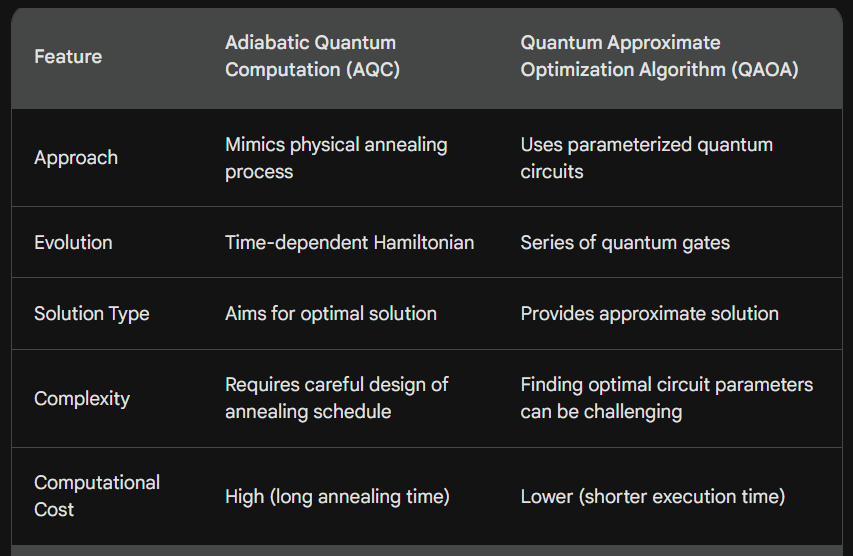 Feature
Adiabatic Quantum
Computation (AQC)
Quantum Approximate
Optimization Algorithm (QAOA)
Approach
Mimics physical annealing
process
Uses parameterized quantum
circuits
Evolution
Time-dependent Hamiltonian
Series of quantum gates
Solution Type
Aims for optimal solution
Provides approximate solution
Complexity
Requires careful design of
annealing schedule
Finding optimal circuit parameters
can be challenging
Computational
Cost
High (long annealing time)
Lower (shorter execution time)